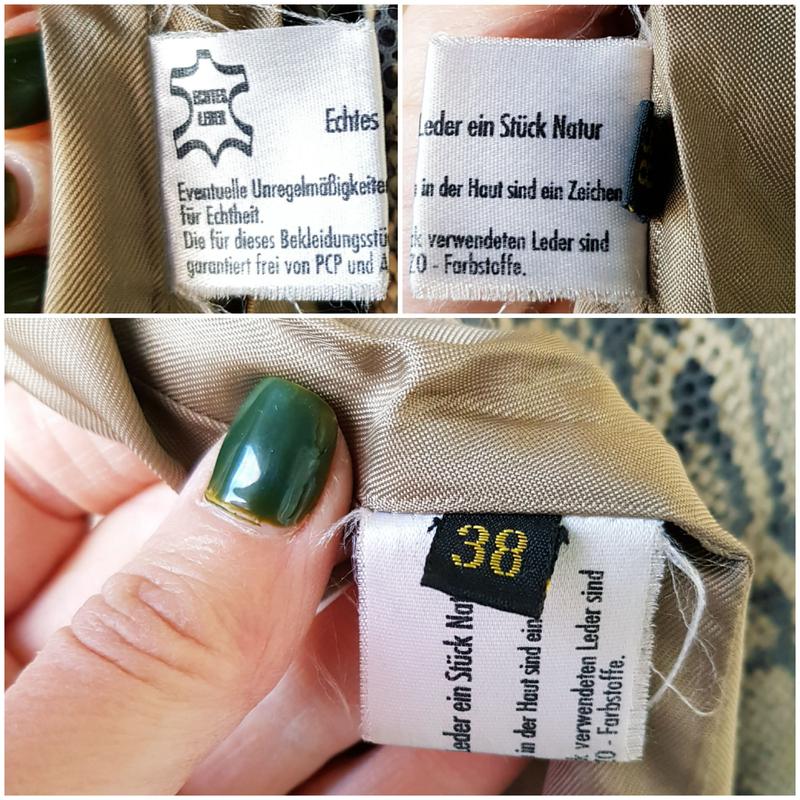 ECHTES
LEDER
Echtes
Eventuelle Unregelmäßigkeite
für Echtheit.
Die für dieses Bekleidungsstü
garantiert frei von PCP und A
Leder ein Stück Natur
in der Haut sind ein Zeichen
k verwendeten Leder sind
ZO - Farbstoffe.
38
Leder ein Stück Natu
in der Haut sind ein
k verwendeten Leder sind
ZO - Farbstoffe.